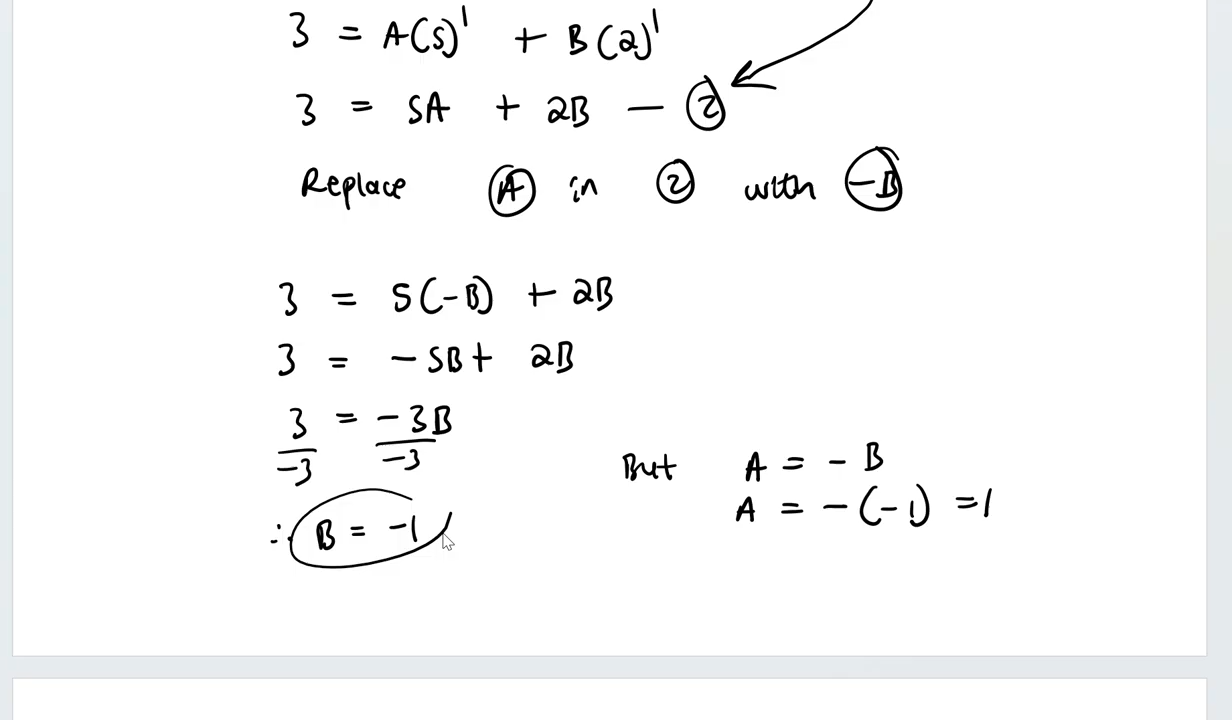 3 = A(5)¹ + B(2)¹
3 = 5A + 2B — ②
Replace Ⓐ in ② with -B
3 = 5(-B) + 2B
3 = -5B + 2B
3/-3 = -3B/-3
∴ B = -1
But A = -B
A = -(-1) = 1